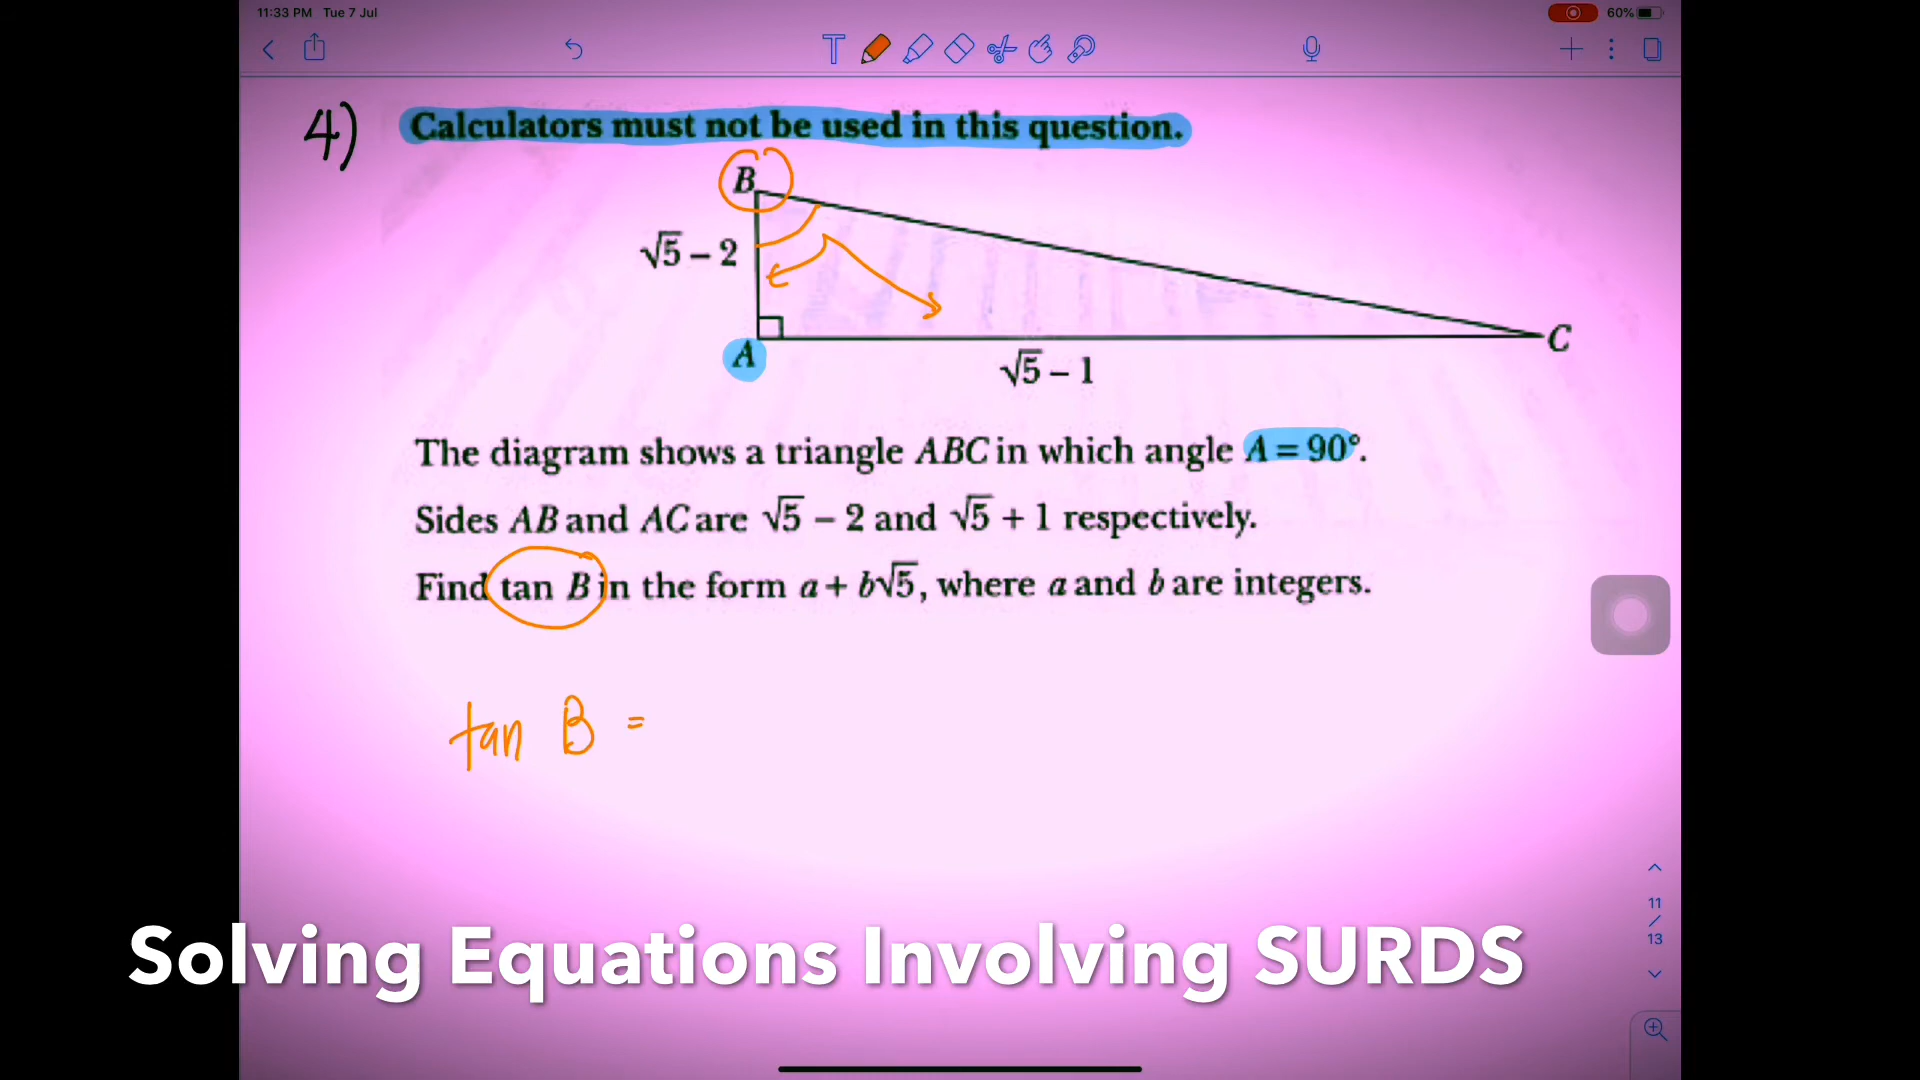 11:33 PM Tue 7 Jul
60%
4) Calculators must not be used in this question.
B
√5 – 2
A
C
√5 – 1
The diagram shows a triangle ABC in which angle A = 90°.
Sides AB and AC are √5 – 2 and √5 + 1 respectively.
Find tan B in the form a + b√5, where a and b are integers.
tan B =
11
/
13
Solving Equations Involving SURDS